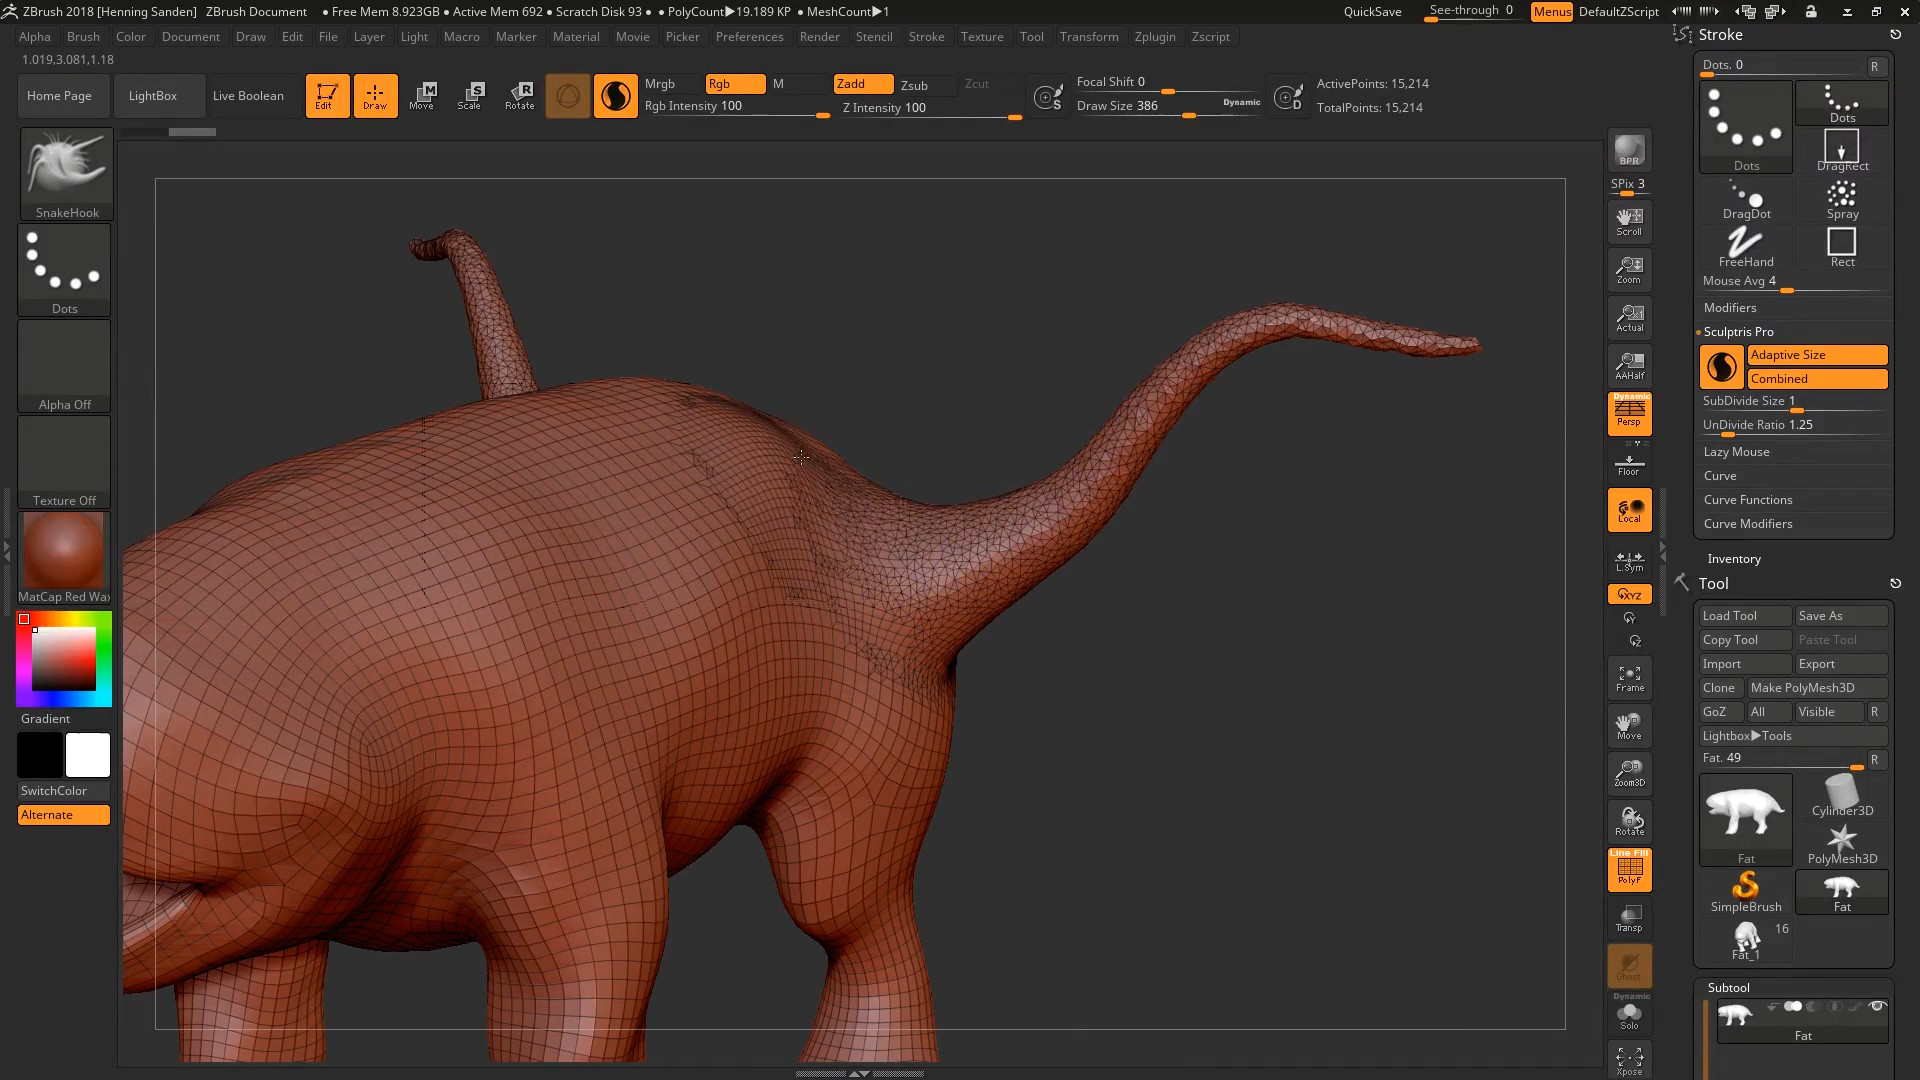 ZBrush 2018 [Henning Sanden] ZBrush Document • Free Mem 8.923GB • Active Mem 692 • Scratch Disk 93 • • PolyCount▶19.189 KP • MeshCount▶1 QuickSave See-through 0 Menus DefaultZScript
Alpha Brush Color Document Draw Edit File Layer Light Macro Marker Material Movie Picker Preferences Render Stencil Stroke Texture Tool Transform Zplugin Zscript
1.019,3.081,1.18
Home Page LightBox Live Boolean Edit Draw Move Scale Rotate
M S R
Mrgb Rgb M Zadd Zsub Zcut
Rgb Intensity 100 Z Intensity 100
S Focal Shift 0
Draw Size 386 Dynamic
D ActivePoints: 15,214
TotalPoints: 15,214
SnakeHook
Dots
Alpha Off
Texture Off
MatCap Red Wax
Gradient
SwitchColor
Alternate
BPR
SPix 3
Scroll
Zoom
Actual
AAHalf
Dynamic
Persp
Floor
Local
L.Sym
XYZ
Y
Z
Frame
Move
Zoom3D
Rotate
Line Fill
PolyF
Transp
Ghost
Dynamic
Solo
Xpose
Stroke
Dots. 0 R
Dots Dots
DragRect
DragDot Spray
FreeHand Rect
Mouse Avg 4
Modifiers
Sculptris Pro
Adaptive Size
Combined
SubDivide Size 1
UnDivide Ratio 1.25
Lazy Mouse
Curve
Curve Functions
Curve Modifiers
Inventory
Tool
Load Tool Save As
Copy Tool Paste Tool
Import Export
Clone Make PolyMesh3D
GoZ All Visible R
Lightbox▶Tools
Fat. 49 R
Fat Cylinder3D
PolyMesh3D
SimpleBrush Fat
16
Fat_1
Subtool
Fat